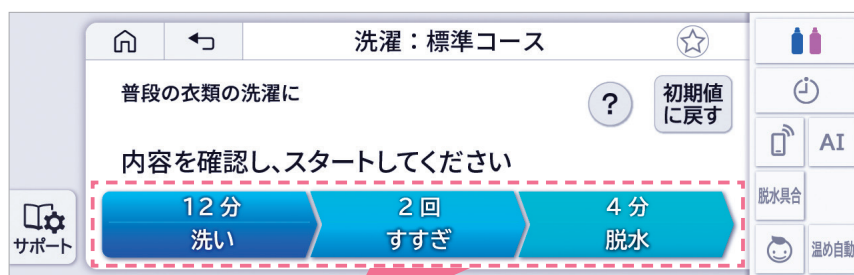 洗濯：標準コース
普段の衣類の洗濯に
?
初期値
に戻す
内容を確認し、スタートしてください
12分
洗い
2回
すすぎ
4分
脱水
サポート
AI
脱水具合
温め自動